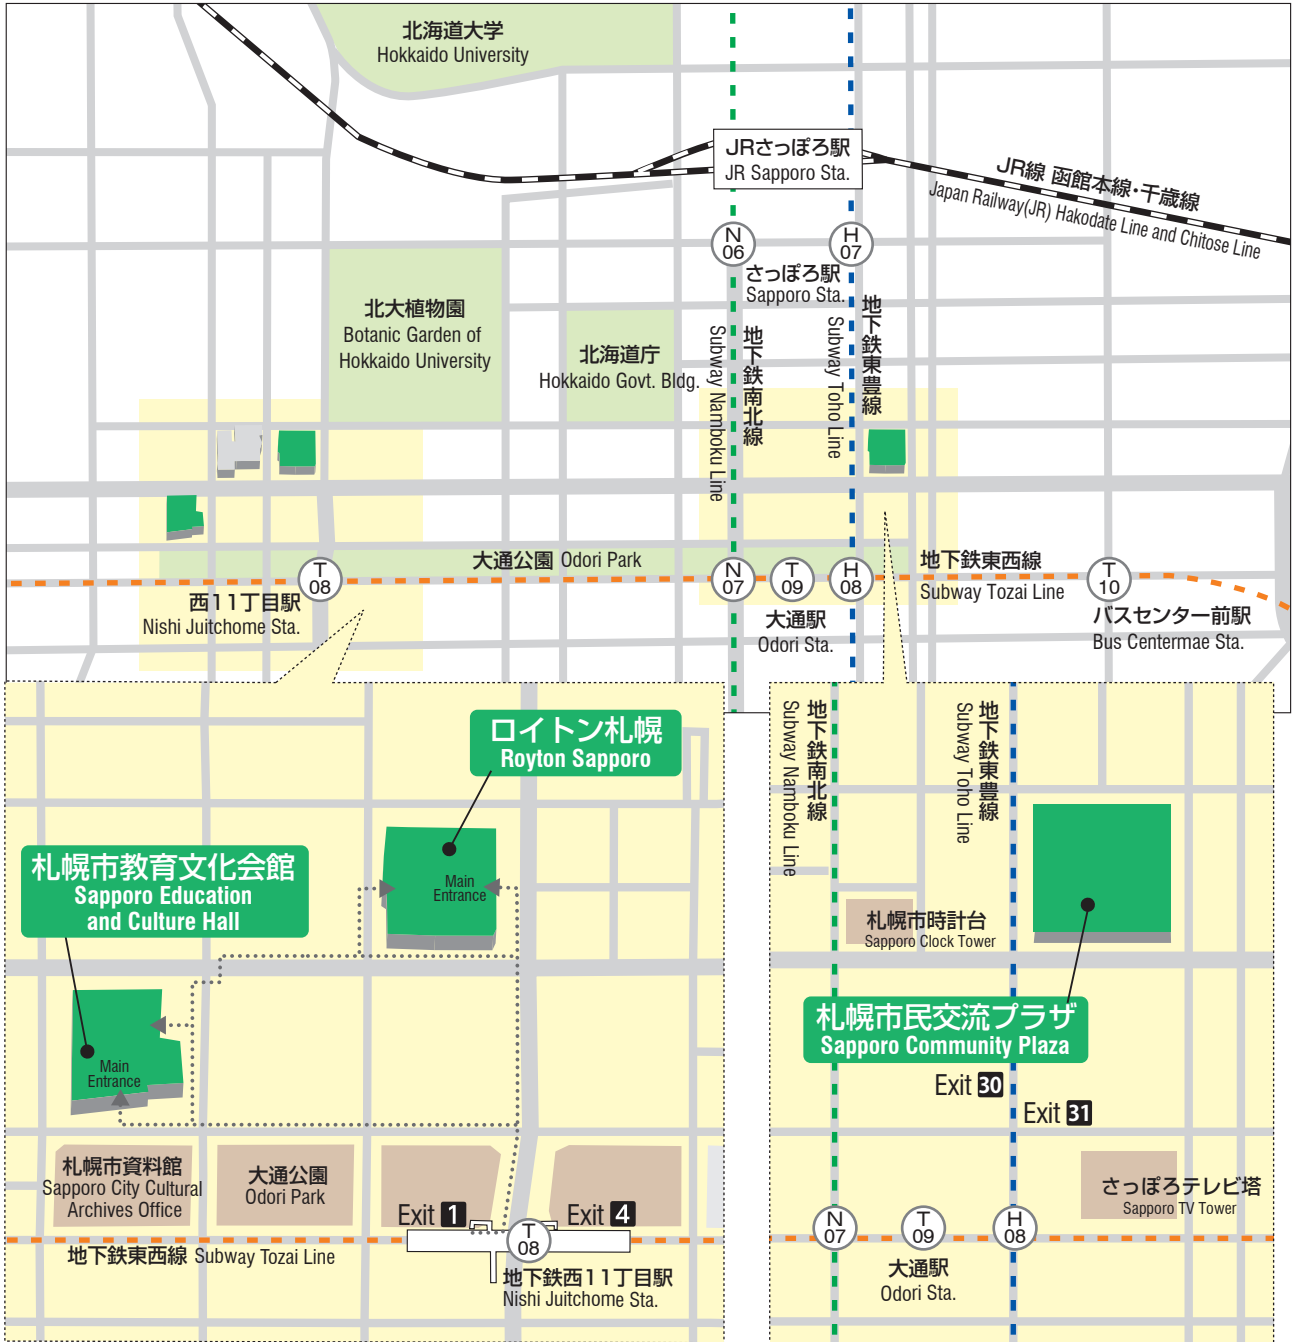 北海道大学
Hokkaido University
JRさっぽろ駅
JR Sapporo Sta.
JR線 函館本線・千歳線
Japan Railway(JR) Hakodate Line and Chitose Line
N
06
H
07
さっぽろ駅
Sapporo Sta.
北大植物園
Botanic Garden of
Hokkaido University
北海道庁
Hokkaido Govt. Bldg.
地下鉄南北線
Subway Namboku Line
地下鉄東豊線
Subway Toho Line
大通公園 Odori Park
T
08
西11丁目駅
Nishi Juitchome Sta.
N
07
T
09
H
08
大通駅
Odori Sta.
地下鉄東西線
Subway Tozai Line
T
10
バスセンター前駅
Bus Centermae Sta.
ロイトン札幌
Royton Sapporo
Main
Entrance
札幌市教育文化会館
Sapporo Education
and Culture Hall
Main
Entrance
札幌市資料館
Sapporo City Cultural
Archives Office
大通公園
Odori Park
Exit 1
Exit 4
T
08
地下鉄東西線 Subway Tozai Line
地下鉄西11丁目駅
Nishi Juitchome Sta.
地下鉄南北線
Subway Namboku Line
地下鉄東豊線
Subway Toho Line
札幌市時計台
Sapporo Clock Tower
札幌市民交流プラザ
Sapporo Community Plaza
Exit 30
Exit 31
さっぽろテレビ塔
Sapporo TV Tower
N
07
T
09
H
08
大通駅
Odori Sta.